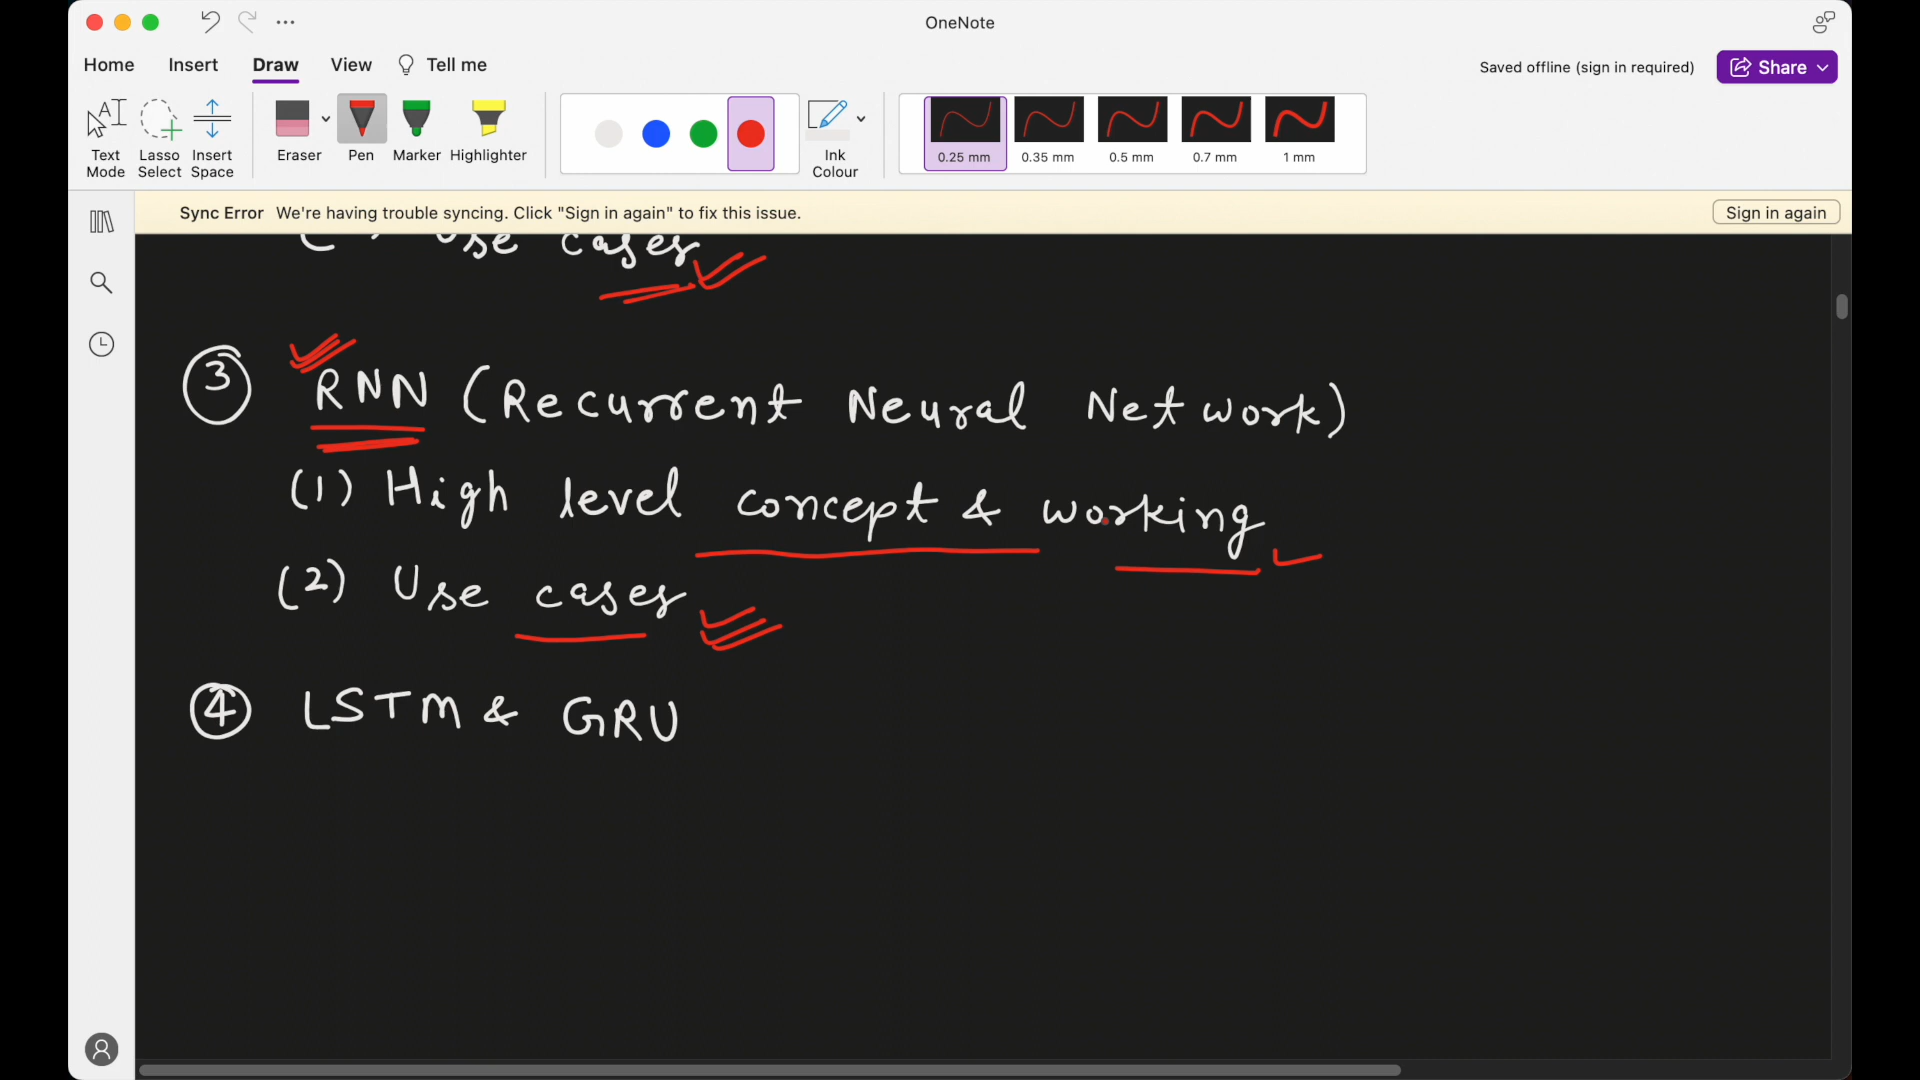 OneNote
Home Insert Draw View Tell me
Saved offline (sign in required) Share
Text Mode
Lasso Select
Insert Space
Eraser
Pen
Marker
Highlighter
Ink Colour
0.25 mm 0.35 mm 0.5 mm 0.7 mm 1 mm
Sync Error We're having trouble syncing. Click "Sign in again" to fix this issue. Sign in again
Use cases
3 RNN (Recurrent Neural Network)
(1) High level concept & working
(2) Use cases
4 LSTM & GRU